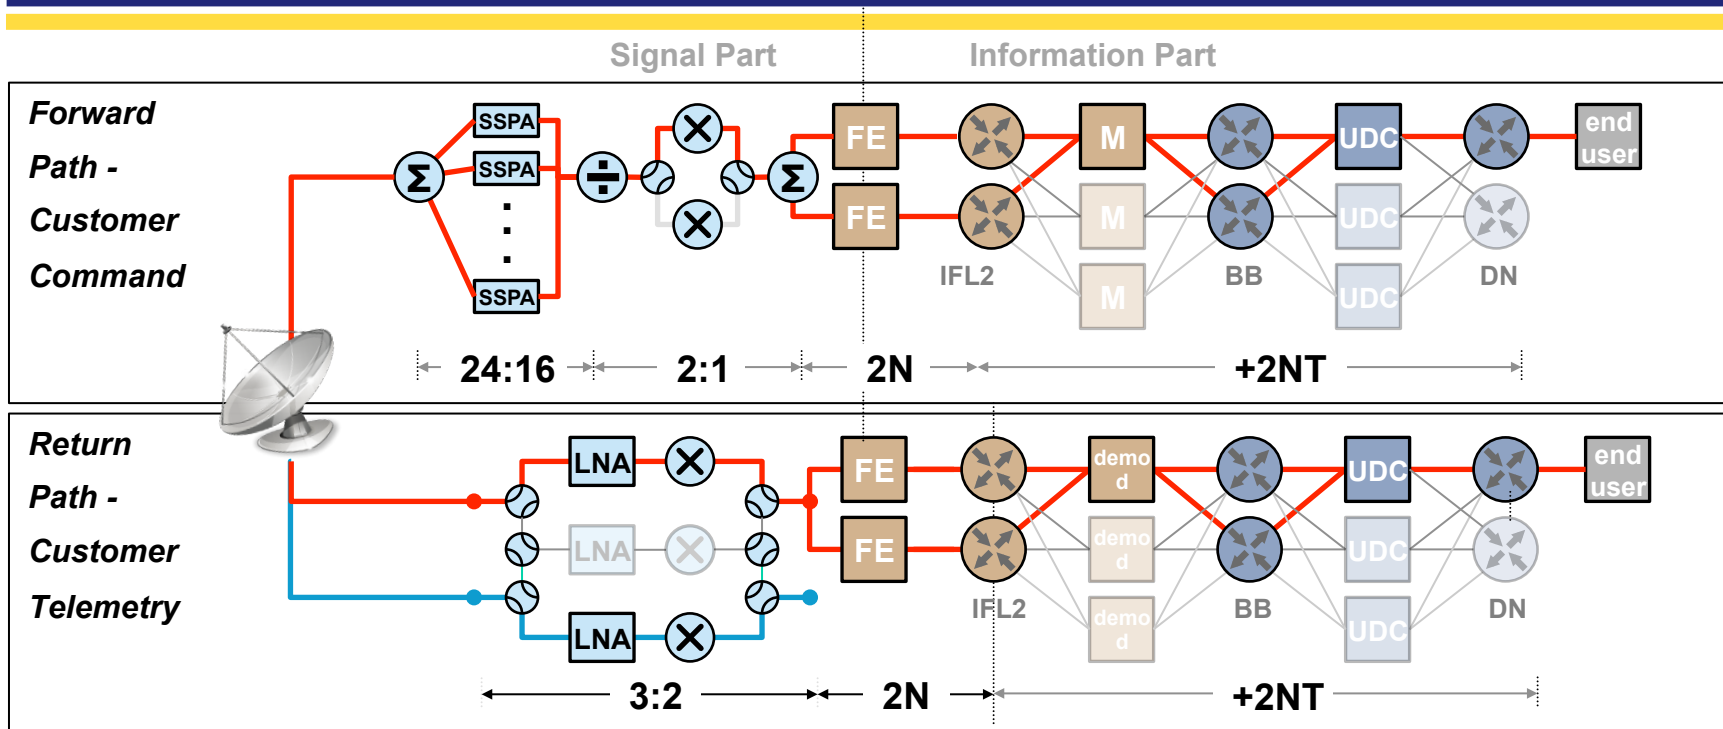 Signal Part
Information Part
Forward
Path -
Customer
Command
SSPA
SSPA
SSPA
Σ
÷
Σ
FE
FE
M
M
M
UDC
UDC
UDC
end
user
IFL2
BB
DN
24:16
2:1
2N
+2NT
Return
Path -
Customer
Telemetry
LNA
LNA
LNA
FE
FE
demo
d
demo
d
demo
d
UDC
UDC
UDC
end
user
IFL2
BB
DN
3:2
2N
+2NT